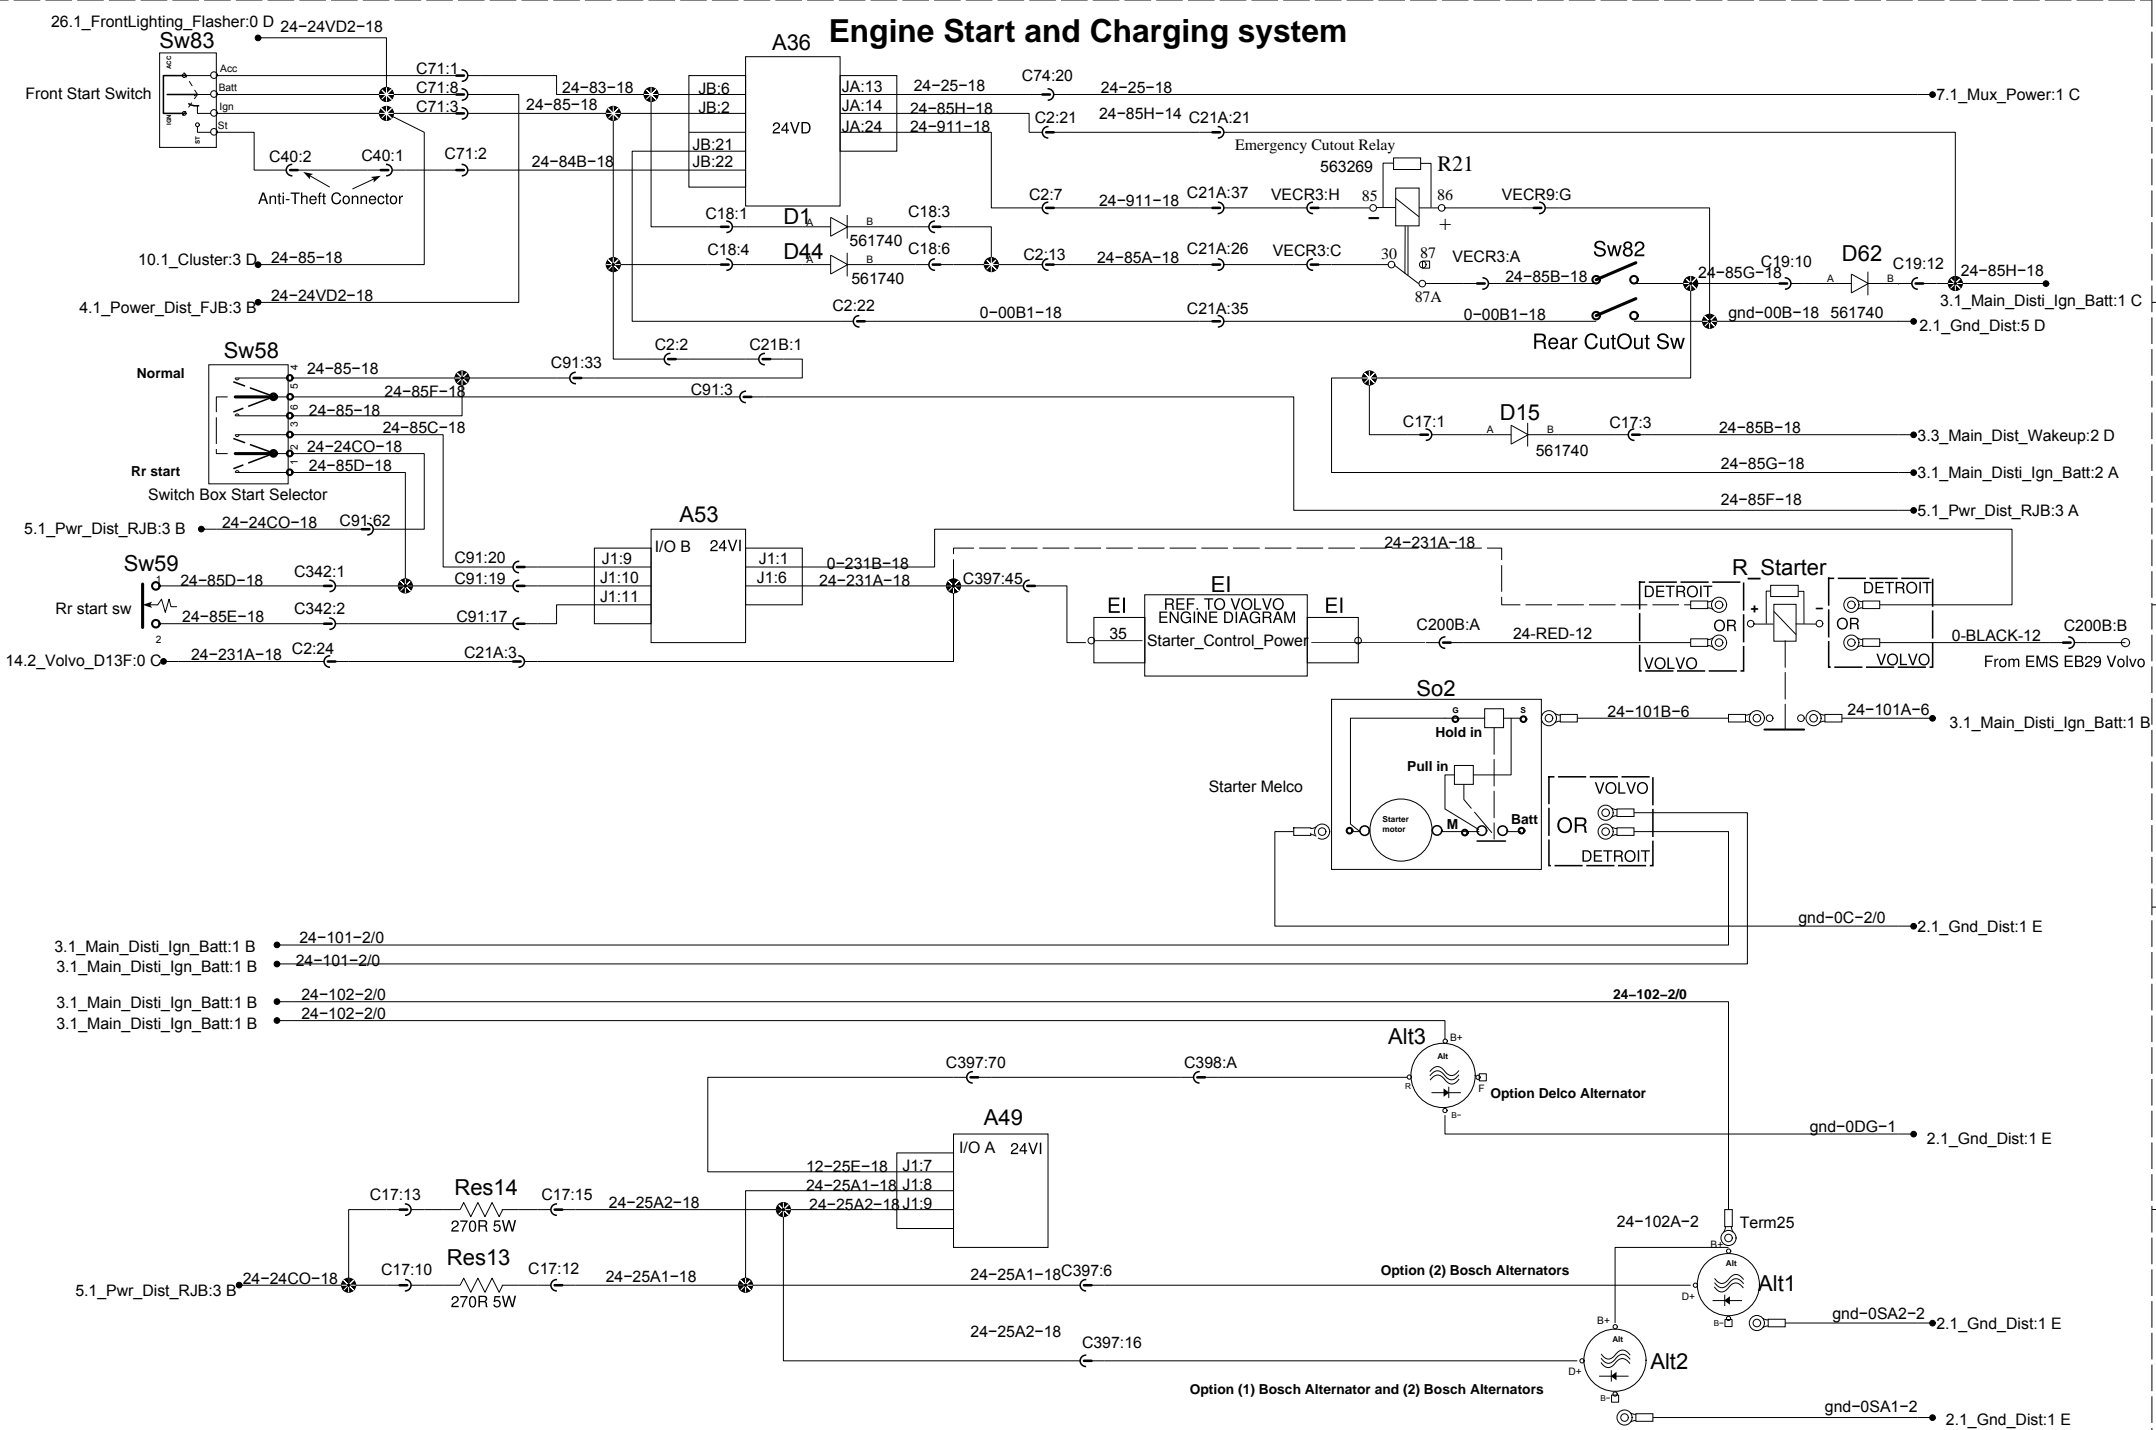 Engine Start and Charging system
26.1_FrontLighting_Flasher:0 D
24-24VD2-18
Sw83
A36
ACC
Acc
C71:1
24-83-18
JB:6
JA:13
24-25-18
C74:20
24-25-18
7.1_Mux_Power:1 C
Front Start Switch
Batt
C71:8
IGN
Ign
C71:3
24-85-18
JB:2
24VD
JA:14
24-85H-18
C2:21
24-85H-14
C21A:21
ST
St
JA:24
24-911-18
JB:21
JB:22
C40:2
C40:1
C71:2
24-84B-18
Anti-Theft Connector
Emergency Cutout Relay
563269
R21
C2:7
24-911-18
C21A:37
VECR3:H
85
86
VECR9:G
-
+
C18:1
D1
A
B
C18:3
561740
C18:4
D44
A
B
C18:6
561740
C2:13
24-85A-18
C21A:26
VECR3:C
30
87
87A
VECR3:A
24-85B-18
Sw82
24-85G-18
C19:10
D62
A
B
C19:12
24-85H-18
561740
3.1_Main_Disti_Ign_Batt:1 C
10.1_Cluster:3 D
24-85-18
4.1_Power_Dist_FJB:3 B
24-24VD2-18
C2:22
0-00B1-18
C21A:35
0-00B1-18
gnd-00B-18
2.1_Gnd_Dist:5 D
Rear CutOut Sw
Sw58
C2:2
C21B:1
Normal
4
24-85-18
C91:33
5
24-85F-18
C91:3
6
24-85-18
3
24-85C-18
2
24-24CO-18
Rr start
1
24-85D-18
Switch Box Start Selector
C17:1
D15
A
B
C17:3
561740
24-85B-18
3.3_Main_Dist_Wakeup:2 D
24-85G-18
3.1_Main_Disti_Ign_Batt:2 A
24-85F-18
5.1_Pwr_Dist_RJB:3 A
5.1_Pwr_Dist_RJB:3 B
24-24CO-18
C91:62
A53
I/O B
24VI
Sw59
C91:20
J1:9
J1:1
0-231B-18
24-231A-18
1
24-85D-18
C342:1
C91:19
J1:10
J1:6
24-231A-18
C397:45
Rr start sw
J1:11
24-85E-18
C342:2
C91:17
2
14.2_Volvo_D13F:0 C
24-231A-18
C2:24
C21A:3
EI
EI
EI
REF. TO VOLVO
ENGINE DIAGRAM
35
Starter_Control_Power
C200B:A
24-RED-12
R_Starter
DETROIT
OR
VOLVO
+
-
DETROIT
OR
VOLVO
0-BLACK-12
C200B:B
From EMS EB29 Volvo
So2
G
S
Hold in
Pull in
24-101B-6
24-101A-6
3.1_Main_Disti_Ign_Batt:1 B
Starter Melco
Starter
motor
M
Batt
VOLVO
OR
DETROIT
gnd-0C-2/0
2.1_Gnd_Dist:1 E
3.1_Main_Disti_Ign_Batt:1 B
24-101-2/0
3.1_Main_Disti_Ign_Batt:1 B
24-101-2/0
3.1_Main_Disti_Ign_Batt:1 B
24-102-2/0
24-102-2/0
3.1_Main_Disti_Ign_Batt:1 B
24-102-2/0
Alt3
B+
Alt
R
F
B-
C397:70
C398:A
Option Delco Alternator
gnd-0DG-1
2.1_Gnd_Dist:1 E
A49
I/O A
24VI
12-25E-18
J1:7
24-25A1-18
J1:8
24-25A2-18
J1:9
C17:13
Res14
C17:15
24-25A2-18
270R 5W
24-102A-2
Term25
5.1_Pwr_Dist_RJB:3 B
24-24CO-18
C17:10
Res13
C17:12
24-25A1-18
270R 5W
24-25A1-18
C397:6
Option (2) Bosch Alternators
B+
Alt
D+
Alt1
B-
gnd-0SA2-2
2.1_Gnd_Dist:1 E
24-25A2-18
C397:16
B+
Alt
D+
Alt2
B-
Option (1) Bosch Alternator and (2) Bosch Alternators
gnd-0SA1-2
2.1_Gnd_Dist:1 E